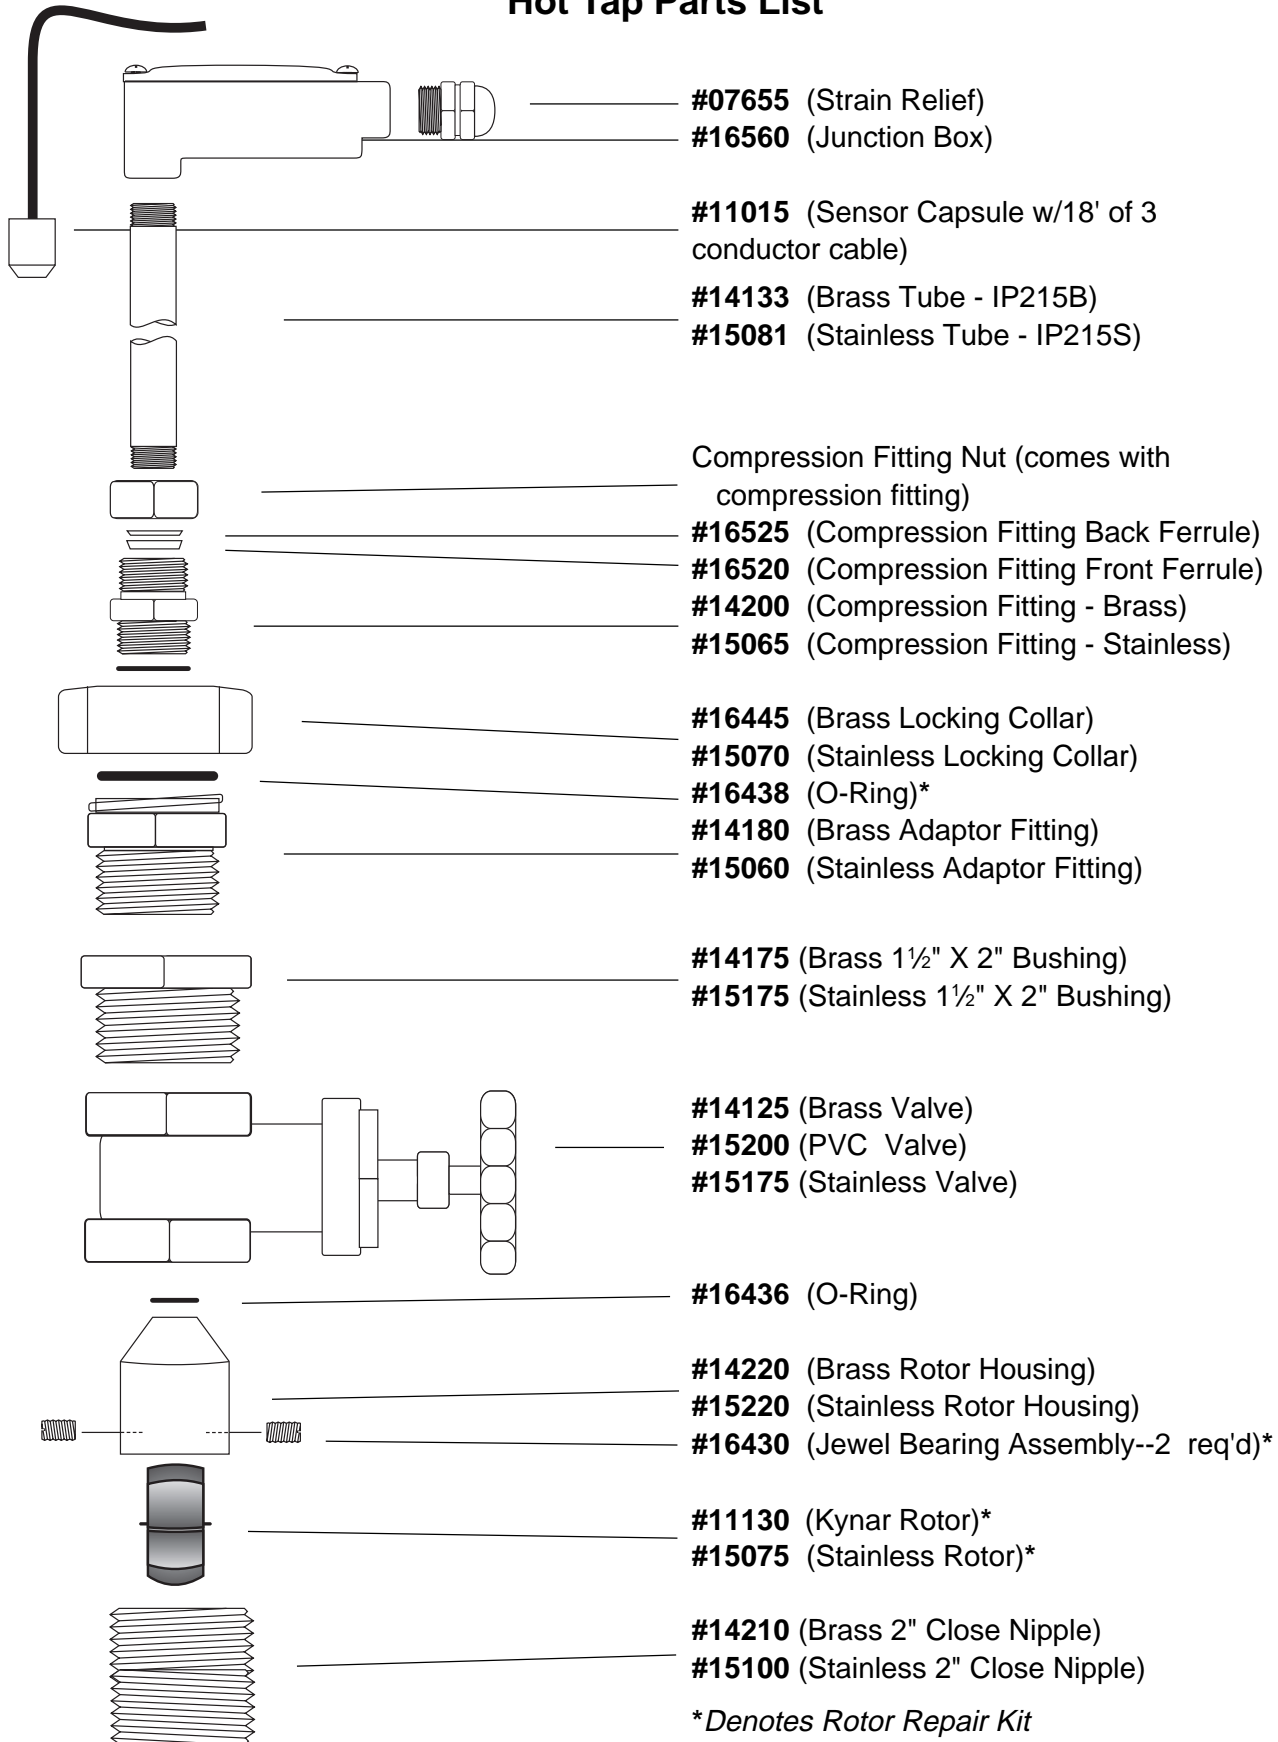 Hot Tap Parts List
#07655 (Strain Relief)
#16560 (Junction Box)
#11015 (Sensor Capsule w/18' of 3
conductor cable)
#14133 (Brass Tube - IP215B)
#15081 (Stainless Tube - IP215S)
Compression Fitting Nut (comes with
compression fitting)
#16525 (Compression Fitting Back Ferrule)
#16520 (Compression Fitting Front Ferrule)
#14200 (Compression Fitting - Brass)
#15065 (Compression Fitting - Stainless)
#16445 (Brass Locking Collar)
#15070 (Stainless Locking Collar)
#16438 (O-Ring)*
#14180 (Brass Adaptor Fitting)
#15060 (Stainless Adaptor Fitting)
#14175 (Brass 1½" X 2" Bushing)
#15175 (Stainless 1½" X 2" Bushing)
#14125 (Brass Valve)
#15200 (PVC Valve)
#15175 (Stainless Valve)
#16436 (O-Ring)
#14220 (Brass Rotor Housing)
#15220 (Stainless Rotor Housing)
#16430 (Jewel Bearing Assembly--2 req'd)*
#11130 (Kynar Rotor)*
#15075 (Stainless Rotor)*
#14210 (Brass 2" Close Nipple)
#15100 (Stainless 2" Close Nipple)
*Denotes Rotor Repair Kit